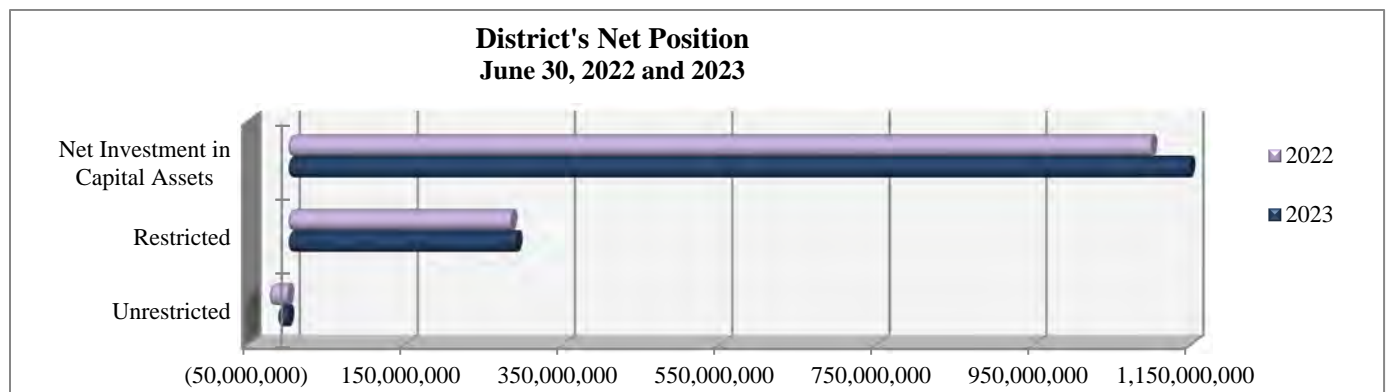 District's Net Position
June 30, 2022 and 2023
Net Investment in
Capital Assets
Restricted
Unrestricted
2022
2023
(50,000,000) 150,000,000 350,000,000 550,000,000 750,000,000 950,000,000 1,150,000,000